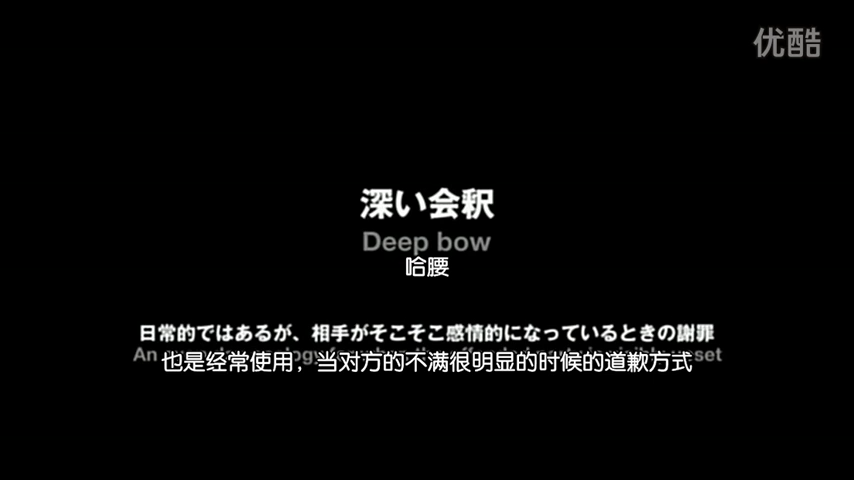 优酷
深い会釈
Deep bow
哈腰
日常的ではあるが、相手がそこそこ感情的になっているときの謝罪
An
也是经常使用，当对方的不满很明显的时候的道歉方式